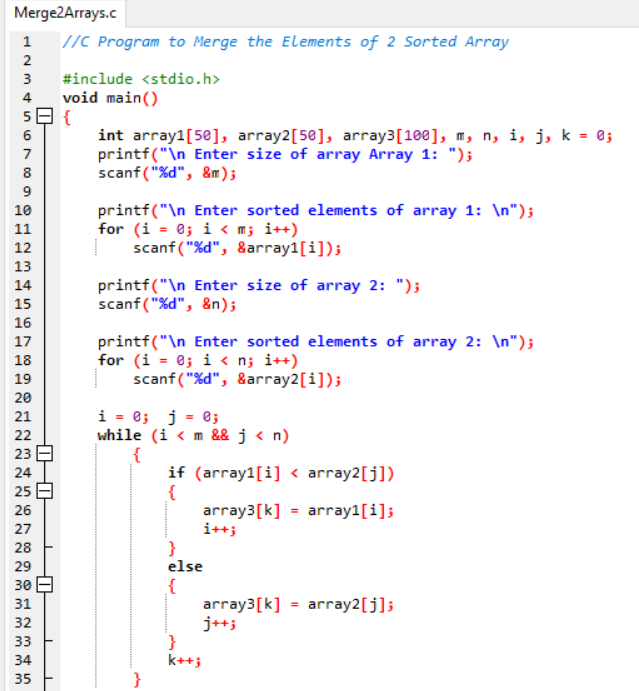 Merge2Arrays.c
1 //C Program to Merge the Elements of 2 Sorted Array
2
3 #include <stdio.h>
4 void main()
5 {
6 int array1[50], array2[50], array3[100], m, n, i, j, k = 0;
7 printf("\n Enter size of array Array 1: ");
8 scanf("%d", &m);
9
10 printf("\n Enter sorted elements of array 1: \n");
11 for (i = 0; i < m; i++)
12 scanf("%d", &array1[i]);
13
14 printf("\n Enter size of array 2: ");
15 scanf("%d", &n);
16
17 printf("\n Enter sorted elements of array 2: \n");
18 for (i = 0; i < n; i++)
19 scanf("%d", &array2[i]);
20
21 i = 0; j = 0;
22 while (i < m && j < n)
23 {
24 if (array1[i] < array2[j])
25 {
26 array3[k] = array1[i];
27 i++;
28 }
29 else
30 {
31 array3[k] = array2[j];
32 j++;
33 }
34 k++;
35 }